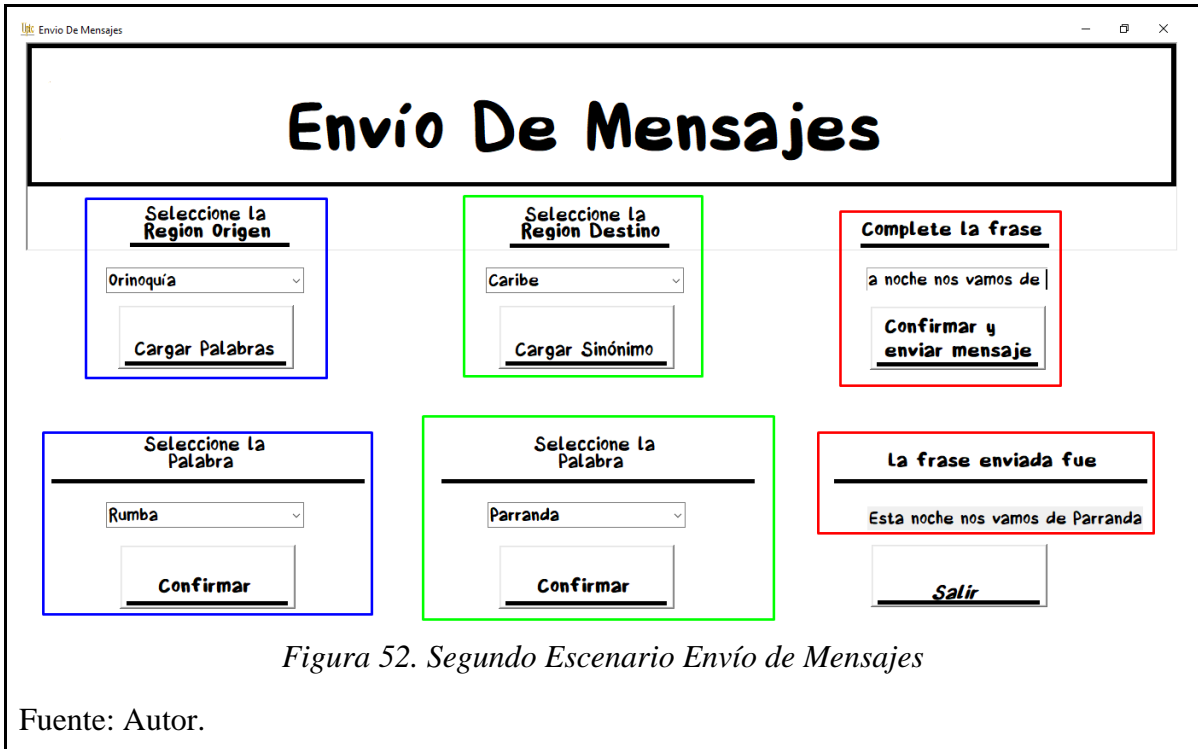 Envio De Mensajes
Envío De Mensajes
Seleccione la
Region Origen
Orinoquía
Cargar Palabras
Seleccione la
Region Destino
Caribe
Cargar Sinónimo
Complete la frase
a noche nos vamos de
Confirmar y
enviar mensaje
Seleccione la
Palabra
Rumba
Confirmar
Seleccione la
Palabra
Parranda
Confirmar
La frase enviada fue
Esta noche nos vamos de Parranda
Salir
Figura 52. Segundo Escenario Envío de Mensajes
Fuente: Autor.